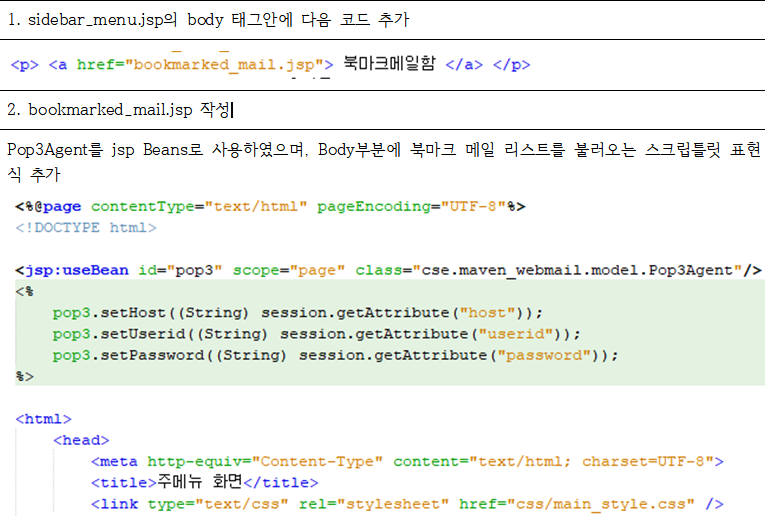 1. sidebar_menu.jsp의 body 태그안에 다음 코드 추가
<p> <a href="bookmarked_mail.jsp"> 북마크메일함 </a> </p>
2. bookmarked_mail.jsp 작성
Pop3Agent를 jsp Beans로 사용하였으며, Body부분에 북마크 메일 리스트를 불러오는 스크립틀릿 표현
식 추가
<%@page contentType="text/html" pageEncoding="UTF-8"%>
<!DOCTYPE html>
<jsp:useBean id="pop3" scope="page" class="cse.maven_webmail.model.Pop3Agent"/>
<%
pop3.setHost((String) session.getAttribute("host"));
pop3.setUserid((String) session.getAttribute("userid"));
pop3.setPassword((String) session.getAttribute("password"));
%>
<html>
<head>
<meta http-equiv="Content-Type" content="text/html; charset=UTF-8">
<title>주메뉴 화면</title>
<link type="text/css" rel="stylesheet" href="css/main_style.css" />